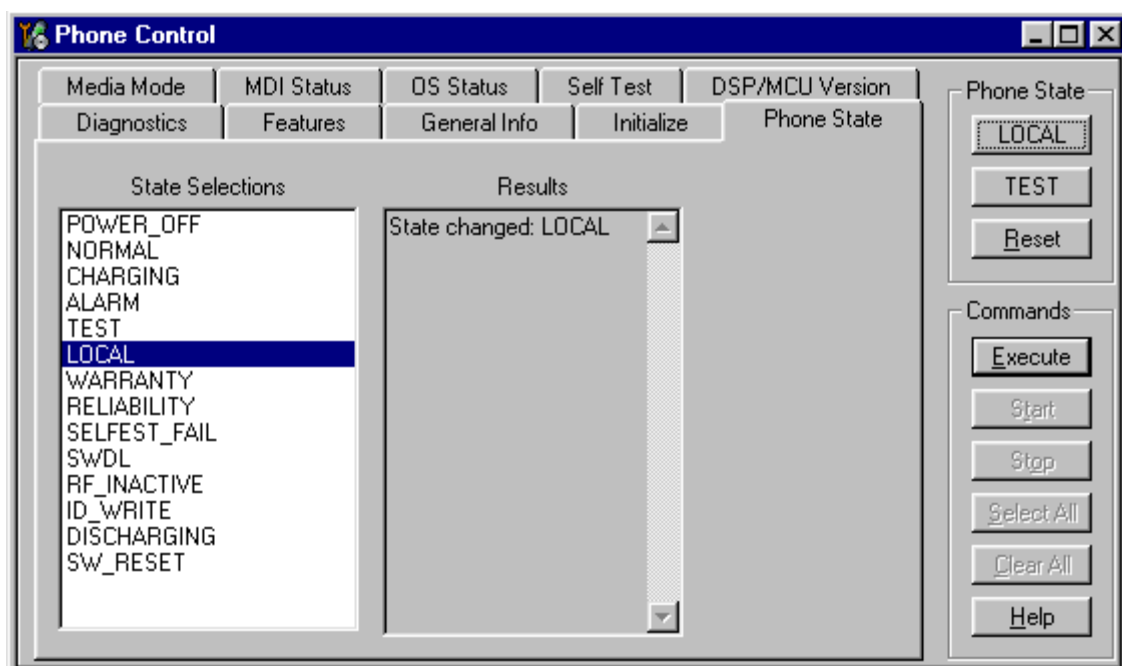 Phone Control
Media Mode MDI Status OS Status Self Test DSP/MCU Version
Diagnostics Features General Info Initialize Phone State
State Selections
POWER_OFF
NORMAL
CHARGING
ALARM
TEST
LOCAL
WARRANTY
RELIABILITY
SELFEST_FAIL
SWDL
RF_INACTIVE
ID_WRITE
DISCHARGING
SW_RESET
Results
State changed: LOCAL
Phone State
LOCAL
TEST
Reset
Commands
Execute
Start
Stop
Select All
Clear All
Help